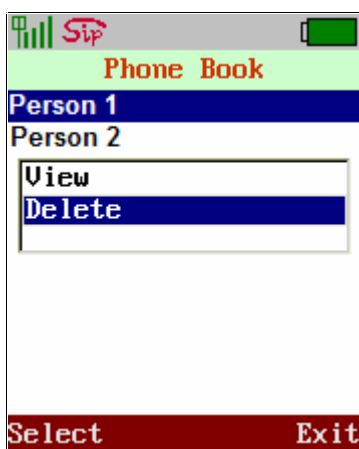 Sip
Phone Book
Person 1
Person 2
View
Delete
Select Exit